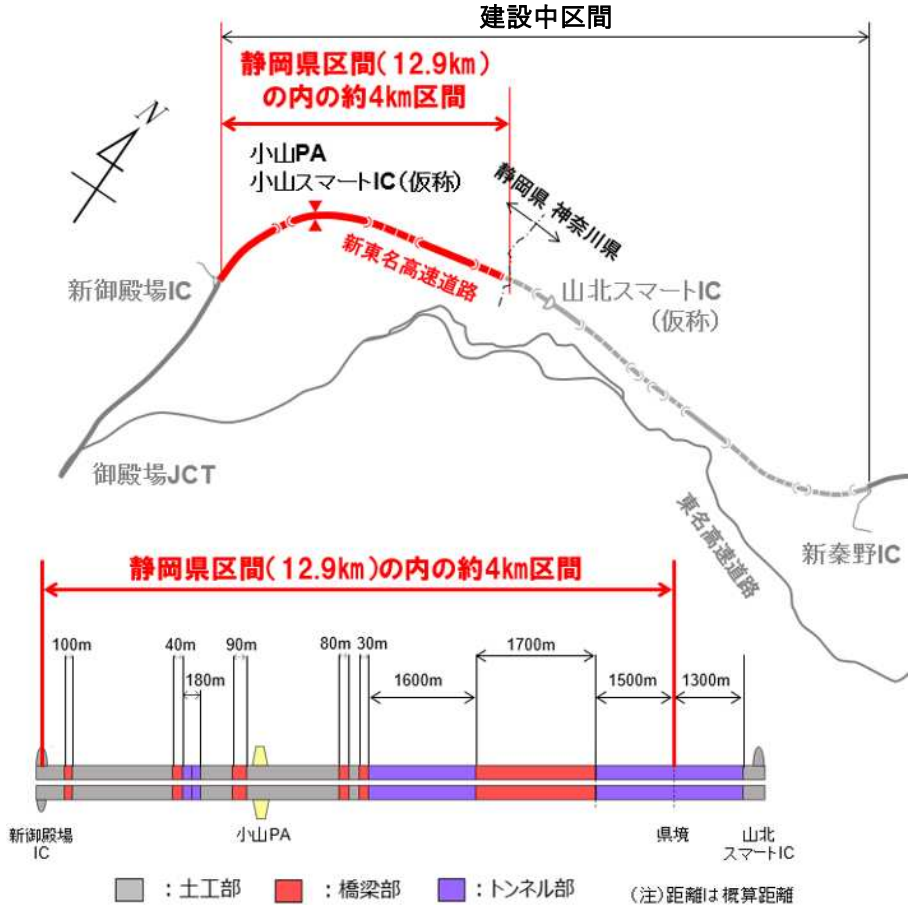 建設中区間
静岡県区間(12.9km)
の内の約4km区間
N
小山PA
小山スマートIC(仮称)
静岡県 神奈川県
新東名高速道路
新御殿場IC
山北スマートIC
(仮称)
御殿場JCT
東名高速道路
新秦野IC
静岡県区間(12.9km)の内の約4km区間
100m
40m
90m
80m
30m
180m
1700m
1600m
1500m
1300m
新御殿場
IC
小山PA
県境
山北
スマートIC
:土工部
:橋梁部
:トンネル部
(注)距離は概算距離